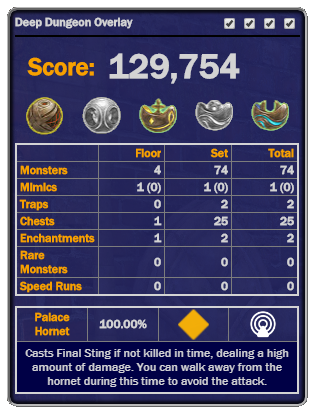 Deep Dungeon Overlay
Score: 129,754
Floor Set Total
Monsters 4 74 74
Mimics 1 (0) 1 (0) 1 (0)
Traps 0 2 2
Chests 1 25 25
Enchantments 1 2 2
Rare
Monsters 0 0 0
Speed Runs 0 0 0
Palace
Hornet 100.00%
Casts Final Sting if not killed in time, dealing a high
amount of damage. You can walk away from the
hornet during this time to avoid the attack.